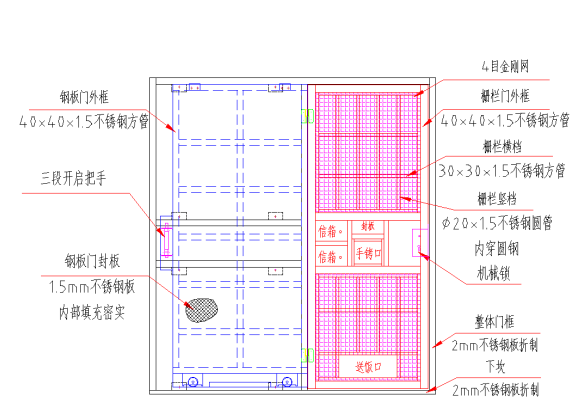 4目金刚网
钢板门外框
40×40×1.5不锈钢方管
栅栏门外框
40×40×1.5不锈钢方管
栅栏横档
30×30×1.5不锈钢方管
三段开启把手
栅栏竖档
φ20×1.5不锈钢圆管
内穿圆钢
机械锁
信箱。
封板
信箱。
手铐口
钢板门封板
1.5mm不锈钢板
内部填充密实
整体门框
2mm不锈钢板折制
下坎
2mm不锈钢板折制
送饭口